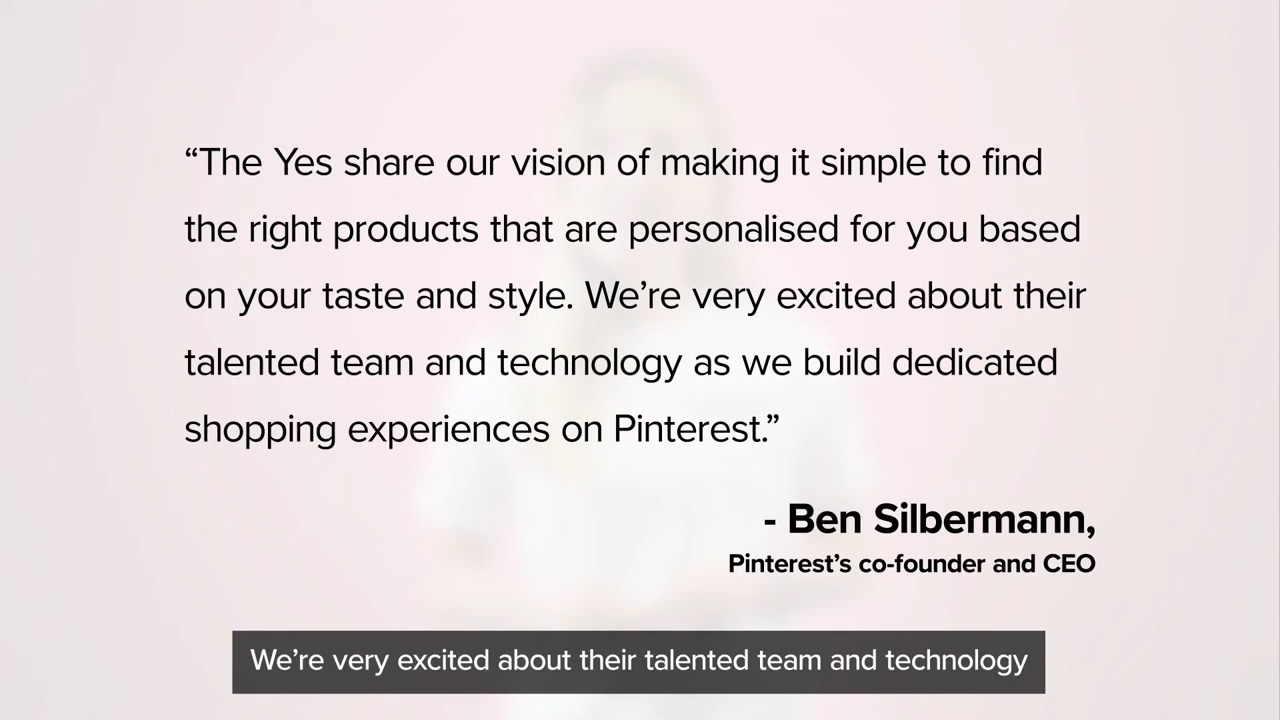 “The Yes share our vision of making it simple to find
the right products that are personalised for you based
on your taste and style. We’re very excited about their
talented team and technology as we build dedicated
shopping experiences on Pinterest.”
- Ben Silbermann,
Pinterest’s co-founder and CEO
We’re very excited about their talented team and technology